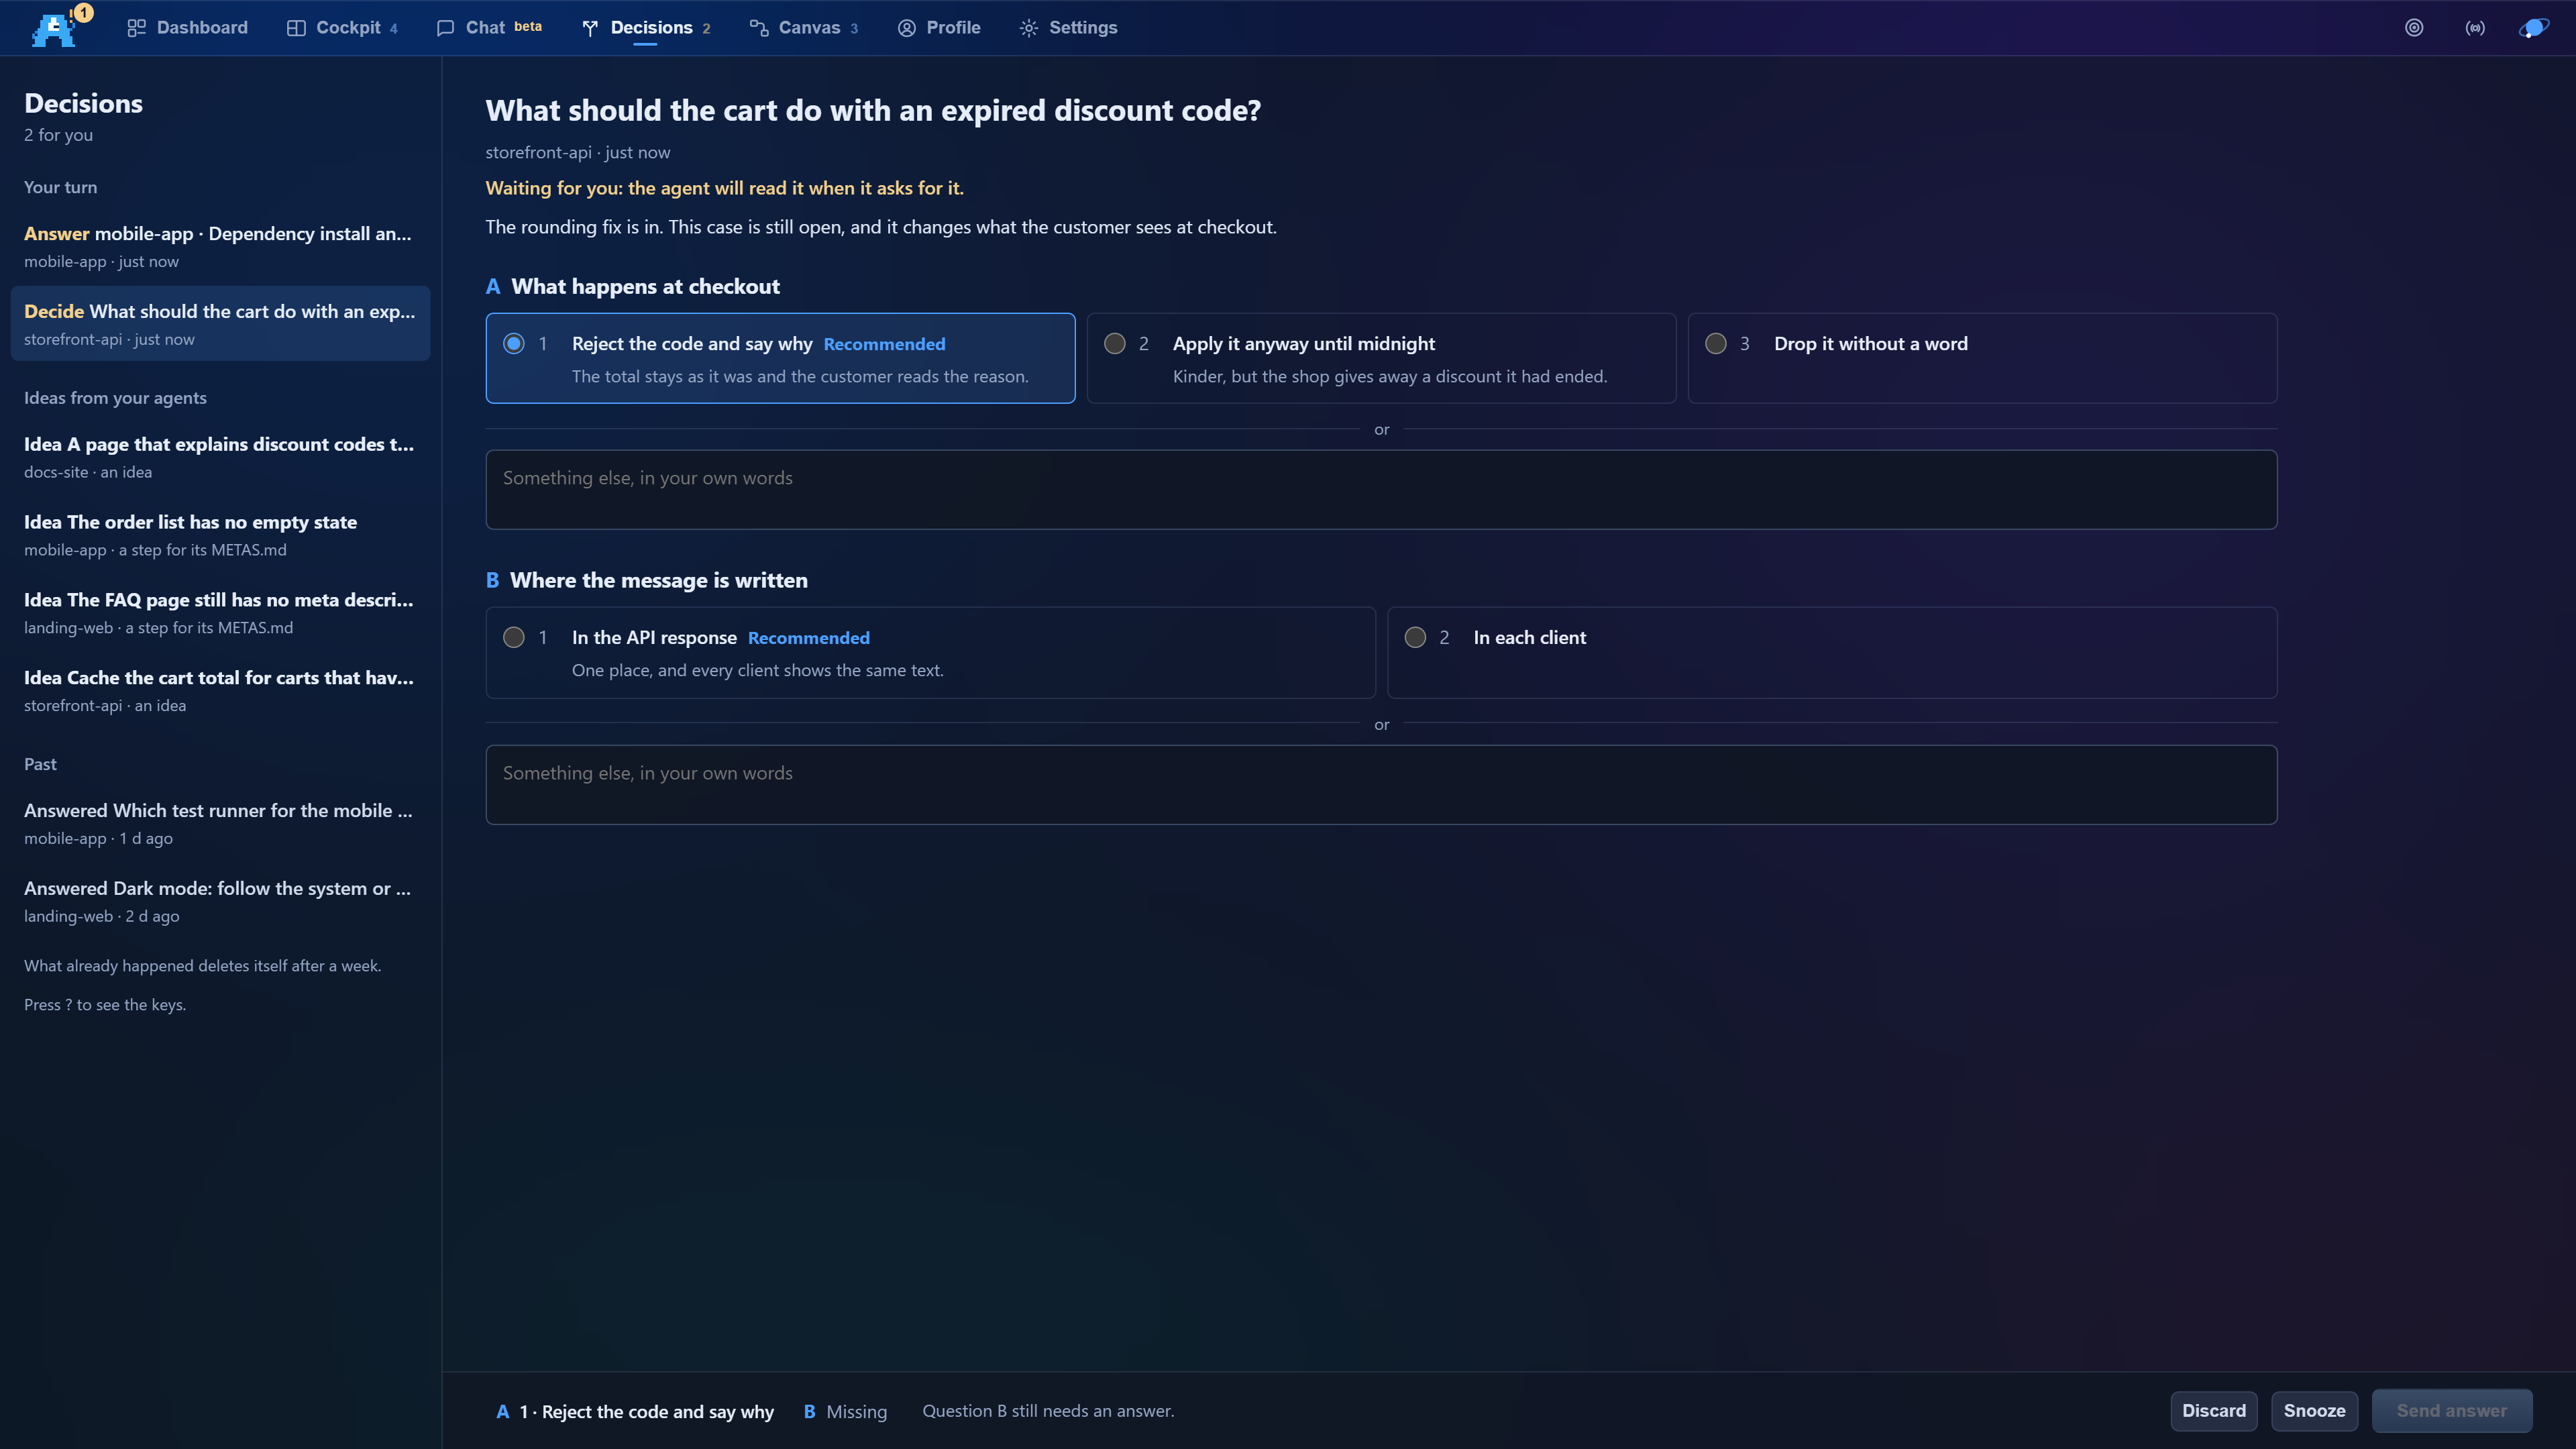 1
Dashboard
Cockpit 4
Chat beta
Decisions 2
Canvas 3
Profile
Settings
Decisions
2 for you
Your turn
Answer mobile-app · Dependency install an...
mobile-app · just now
Decide What should the cart do with an exp...
storefront-api · just now
Ideas from your agents
Idea A page that explains discount codes t...
docs-site · an idea
Idea The order list has no empty state
mobile-app · a step for its METAS.md
Idea The FAQ page still has no meta descri...
landing-web · a step for its METAS.md
Idea Cache the cart total for carts that hav...
storefront-api · an idea
Past
Answered Which test runner for the mobile ...
mobile-app · 1 d ago
Answered Dark mode: follow the system or ...
landing-web · 2 d ago
What already happened deletes itself after a week.
Press ? to see the keys.
What should the cart do with an expired discount code?
storefront-api · just now
Waiting for you: the agent will read it when it asks for it.
The rounding fix is in. This case is still open, and it changes what the customer sees at checkout.
A What happens at checkout
1 Reject the code and say why Recommended
The total stays as it was and the customer reads the reason.
2 Apply it anyway until midnight
Kinder, but the shop gives away a discount it had ended.
3 Drop it without a word
or
Something else, in your own words
B Where the message is written
1 In the API response Recommended
One place, and every client shows the same text.
2 In each client
or
Something else, in your own words
A 1 · Reject the code and say why
B Missing
Question B still needs an answer.
Discard
Snooze
Send answer